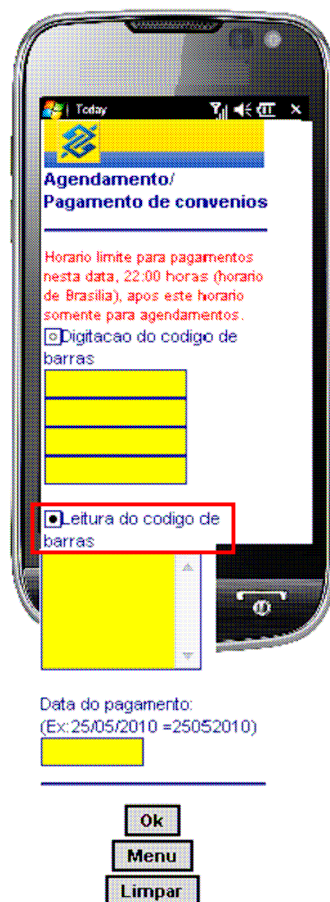 Today
Agendamento/
Pagamento de convenios
Horario limite para pagamentos
nesta data, 22:00 horas (horario
de Brasilia), apos este horario
somente para agendamentos.
Digitacao do codigo de
barras
Leitura do codigo de
barras
Data do pagamento:
(Ex:25/05/2010 =25052010)
Ok
Menu
Limpar